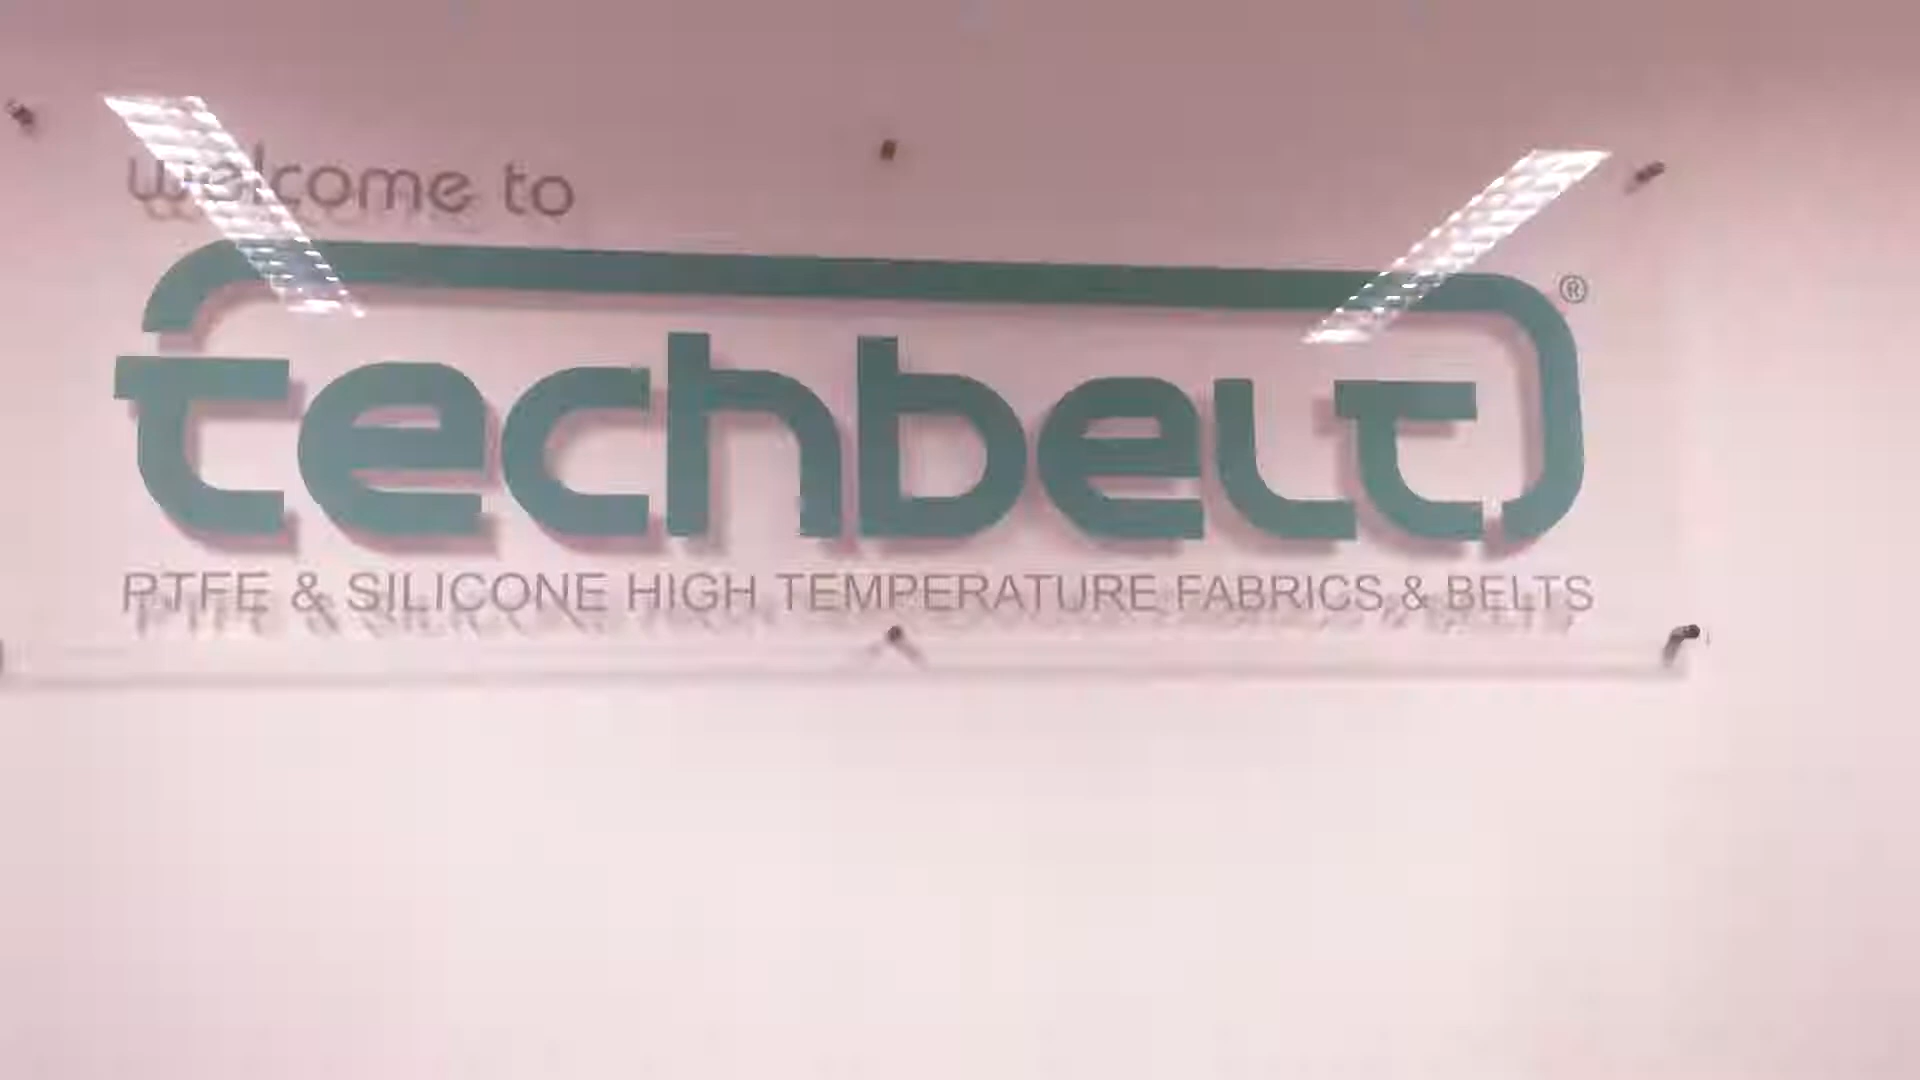 welcome to
techbelt®
PTFE & SILICONE HIGH TEMPERATURE FABRICS & BELTS